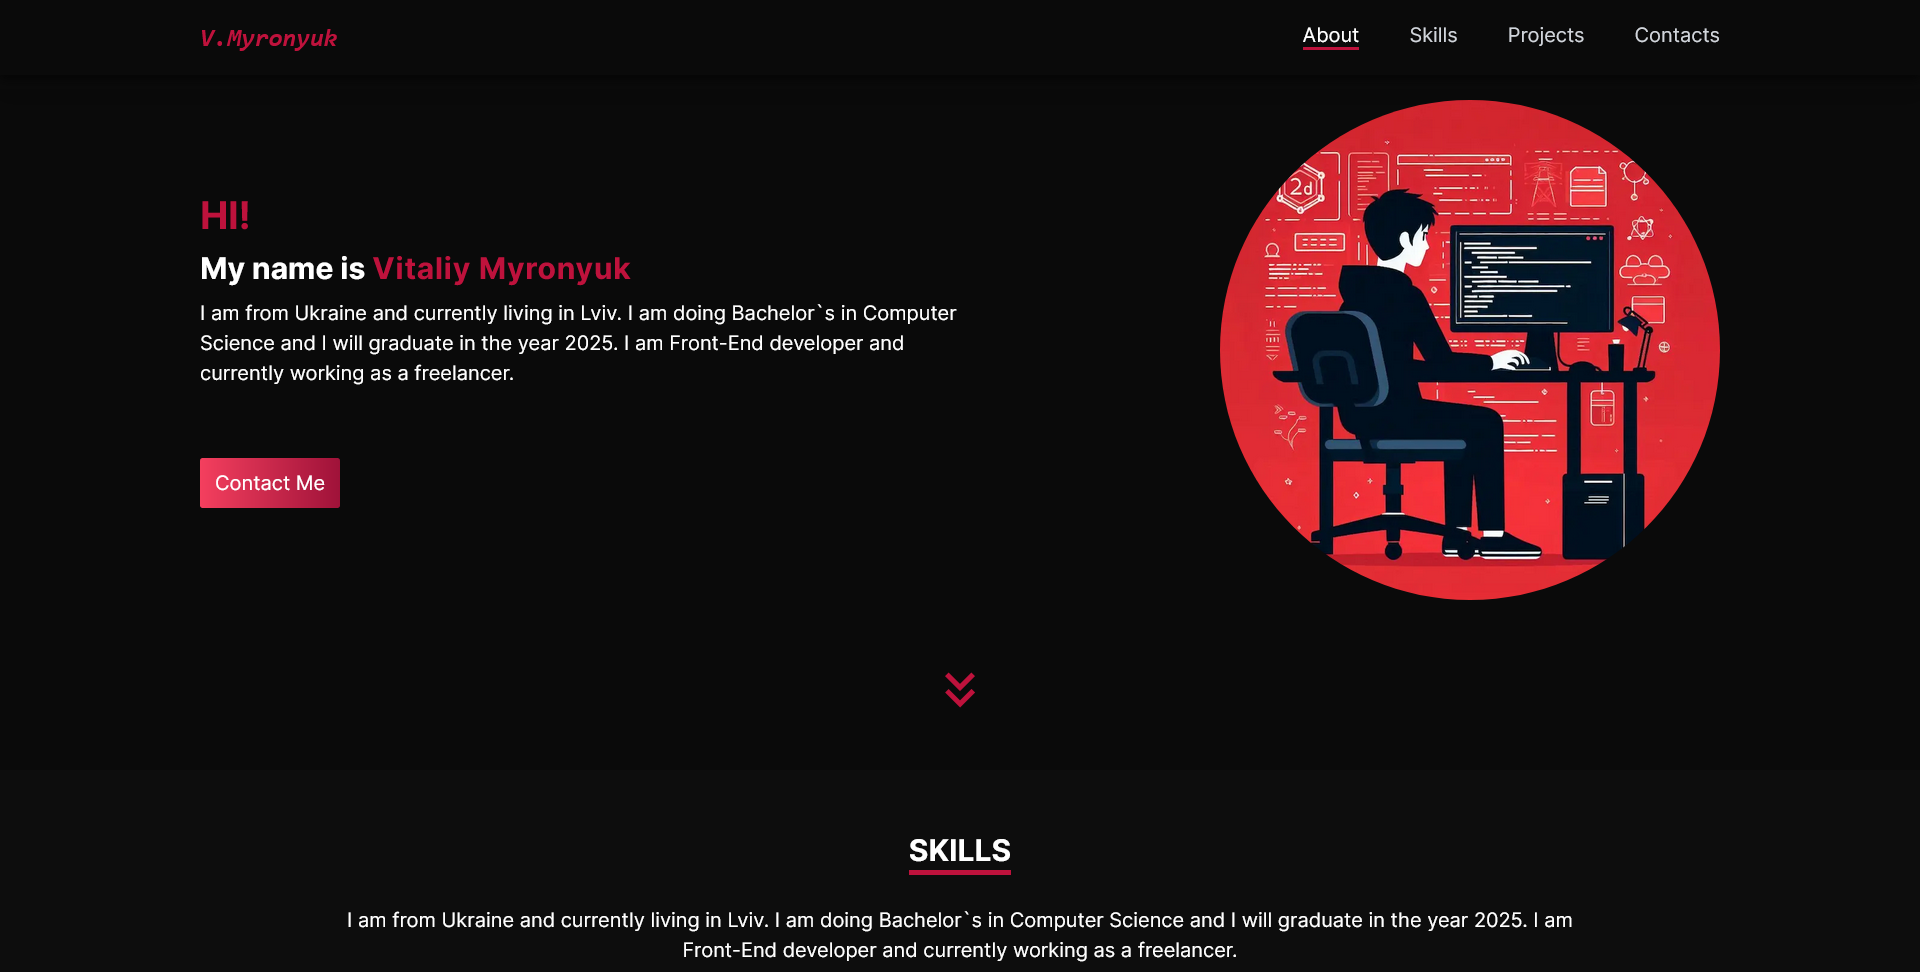 V.Myronyuk
About
Skills
Projects
Contacts
HI!
My name is Vitaliy Myronyuk
I am from Ukraine and currently living in Lviv. I am doing Bachelor`s in Computer
Science and I will graduate in the year 2025. I am Front-End developer and
currently working as a freelancer.
Contact Me
2d
SKILLS
I am from Ukraine and currently living in Lviv. I am doing Bachelor`s in Computer Science and I will graduate in the year 2025. I am
Front-End developer and currently working as a freelancer.